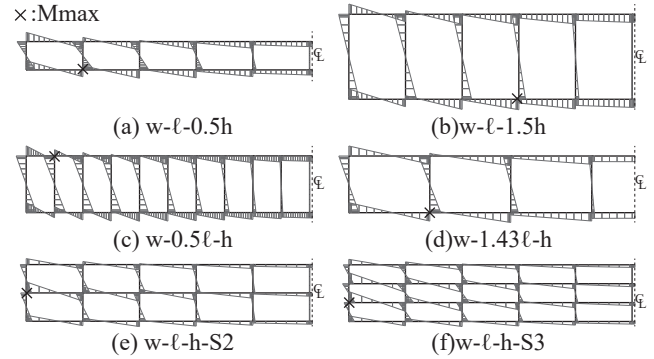 ×:Mmax
℄
℄
(a) w-ℓ-0.5h
(b)w-ℓ-1.5h
℄
℄
(c) w-0.5ℓ-h
(d)w-1.43ℓ-h
℄
℄
(e) w-ℓ-h-S2
(f)w-ℓ-h-S3